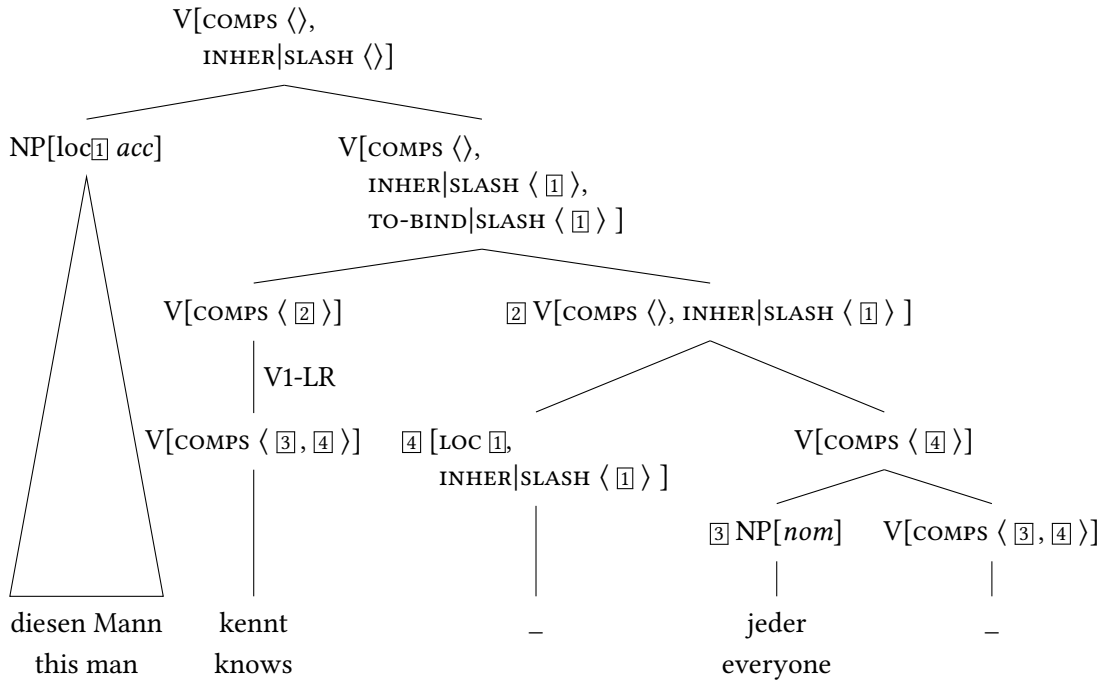 V[COMPS ⟨⟩,
INHER|SLASH ⟨⟩]
NP[loc1 acc]
V[COMPS ⟨⟩,
INHER|SLASH ⟨ 1 ⟩,
TO-BIND|SLASH ⟨ 1 ⟩ ]
V[COMPS ⟨ 2 ⟩]
2 V[COMPS ⟨⟩, INHER|SLASH ⟨ 1 ⟩ ]
V1-LR
V[COMPS ⟨ 3 , 4 ⟩]
4 [LOC 1,
INHER|SLASH ⟨ 1 ⟩ ]
V[COMPS ⟨ 4 ⟩]
3 NP[nom]
V[COMPS ⟨ 3 , 4 ⟩]
diesen Mann kennt _ jeder _
this man knows everyone